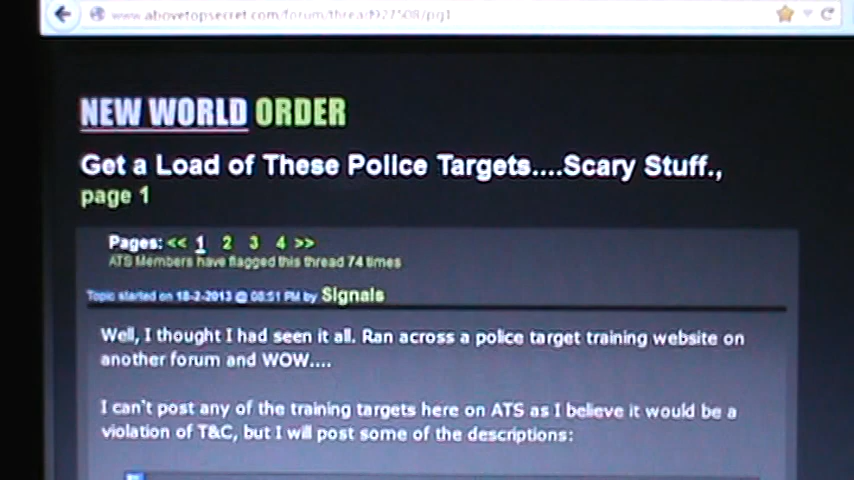 www.abovetopsecret.com/forum/thread927508/pg1
NEW WORLD ORDER
Get a Load of These Police Targets....Scary Stuff.,
page 1
Pages: << 1 2 3 4 >>
ATS Members have flagged this thread 74 times
Topic started on 18-2-2013 @ 08:51 PM by Signals
Well, I thought I had seen it all. Ran across a police target training website on
another forum and WOW....
I can't post any of the training targets here on ATS as I believe it would be a
violation of T&C, but I will post some of the descriptions: